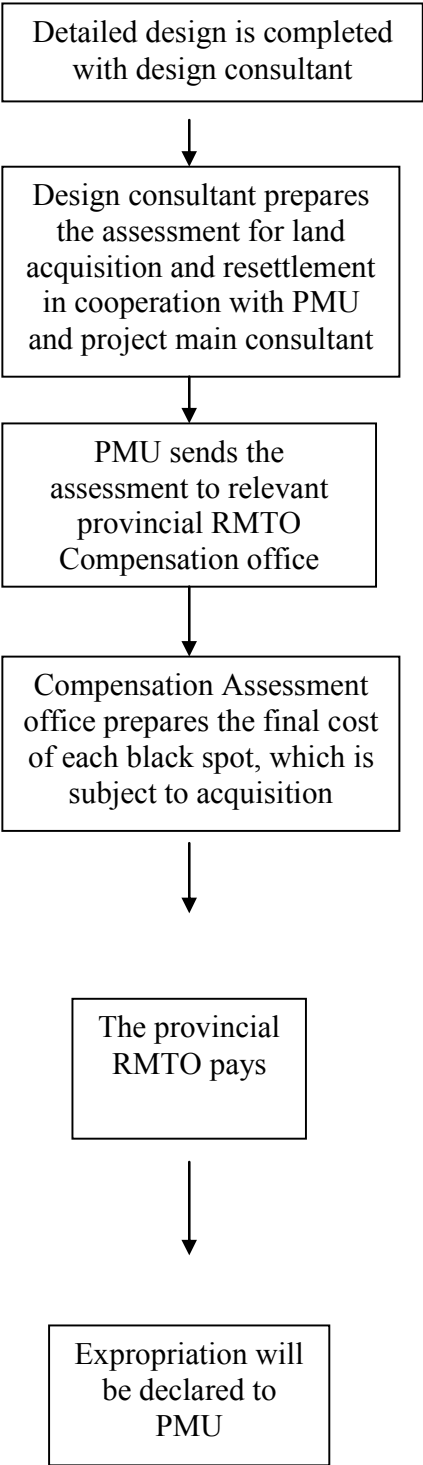 Detailed design is completed
with design consultant
Design consultant prepares
the assessment for land
acquisition and resettlement
in cooperation with PMU
and project main consultant
PMU sends the
assessment to relevant
provincial RMTO
Compensation office
Compensation Assessment
office prepares the final cost
of each black spot, which is
subject to acquisition
The provincial
RMTO pays
Expropriation will
be declared to
PMU